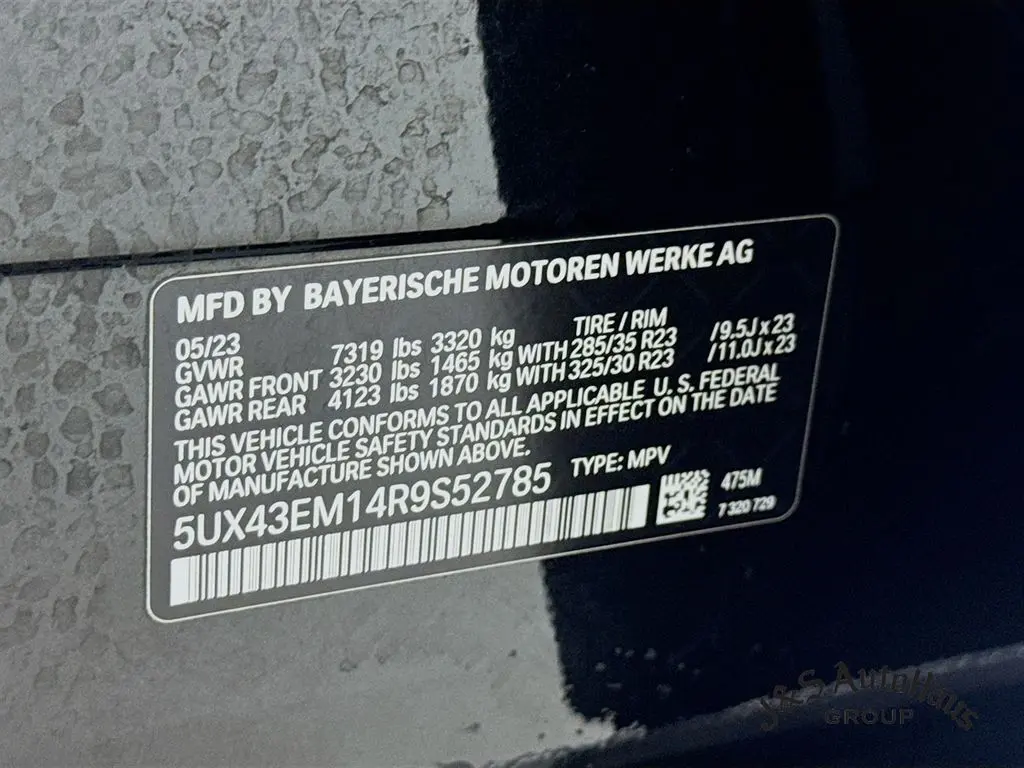 MFD BY BAYERISCHE MOTOREN WERKE AG
05/23 TIRE / RIM
GVWR 7319 lbs 3320 kg
GAWR FRONT 3230 lbs 1465 kg WITH 285/35 R23 /9.5J x 23
GAWR REAR 4123 lbs 1870 kg WITH 325/30 R23 /11.0J x 23
THIS VEHICLE CONFORMS TO ALL APPLICABLE U. S. FEDERAL
MOTOR VEHICLE SAFETY STANDARDS IN EFFECT ON THE DATE
OF MANUFACTURE SHOWN ABOVE.
5UX43EM14R9S52785 TYPE: MPV
475M
7 320 729
J&S AutoHaus
GROUP